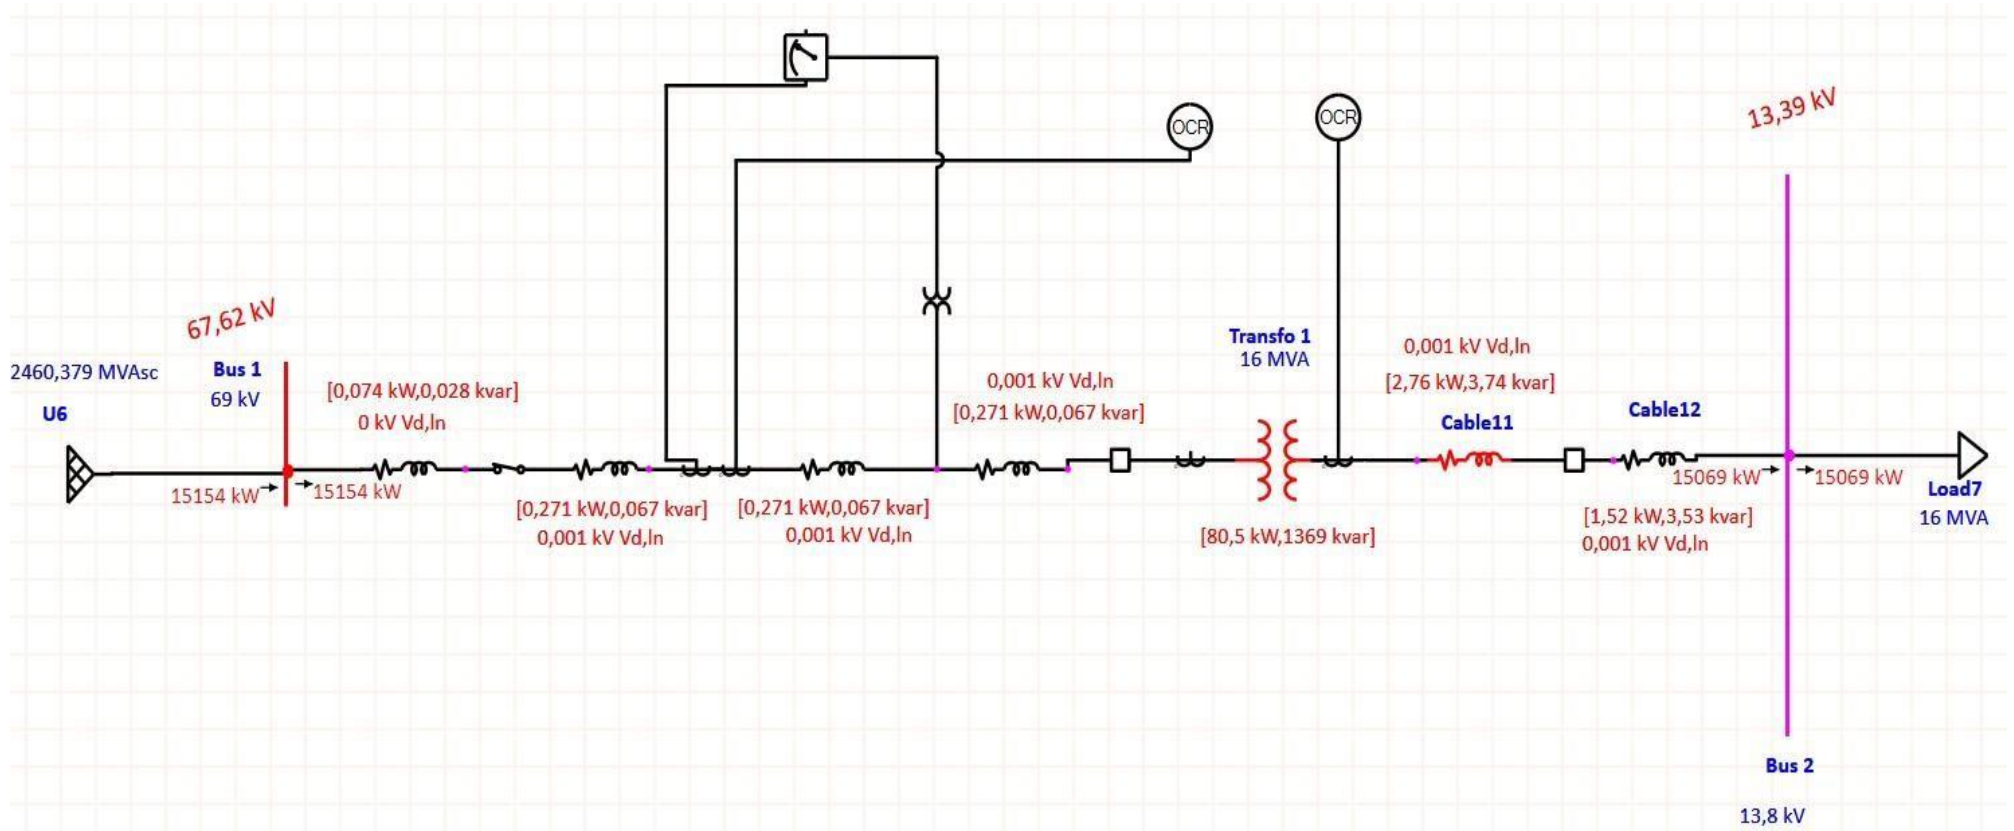 OCR
OCR
13,39 kV
67,62 kV
2460,379 MVAsc
U6
Bus 1
69 kV
[0,074 kW,0,028 kvar]
0 kV Vd,ln
15154 kW
15154 kW
[0,271 kW,0,067 kvar]
0,001 kV Vd,ln
[0,271 kW,0,067 kvar]
0,001 kV Vd,ln
0,001 kV Vd,ln
[0,271 kW,0,067 kvar]
Transfo 1
16 MVA
[80,5 kW,1369 kvar]
0,001 kV Vd,ln
[2,76 kW,3,74 kvar]
Cable11
Cable12
[1,52 kW,3,53 kvar]
0,001 kV Vd,ln
15069 kW
15069 kW
Load7
16 MVA
Bus 2
13,8 kV